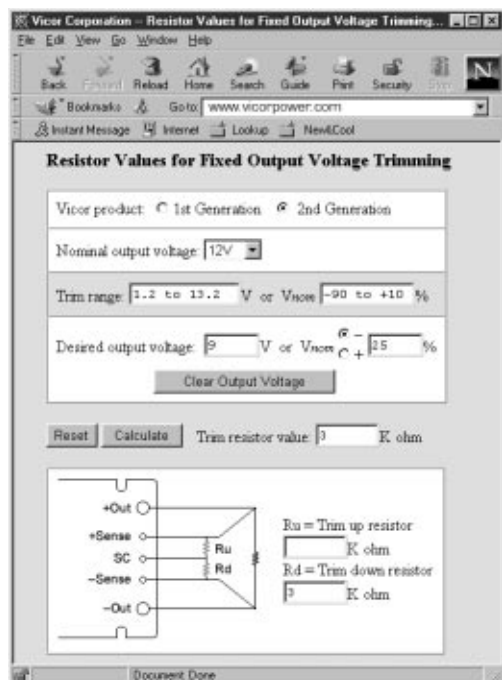 Vicor Corporation -- Resistor Values for Fixed Output Voltage Trimming...
File Edit View Go Window Help
Back Forward Reload Home Search Guide Print Security Stop N
Bookmarks Go to: www.vicorpower.com
Instant Message Internet Lookup New&Cool
Resistor Values for Fixed Output Voltage Trimming
Vicor product: 1st Generation 2nd Generation
Nominal output voltage: 12V
Trim range: 1.2 to 13.2 V or Vnom -90 to +10 %
Desired output voltage: 9 V or Vnom - + 25 %
Clear Output Voltage
Reset Calculate Trim resistor value: 3 K ohm
+Out
+Sense
SC
-Sense
-Out
Ru
Rd
Ru = Trim up resistor
K ohm
Rd = Trim down resistor
3 K ohm
Document Done